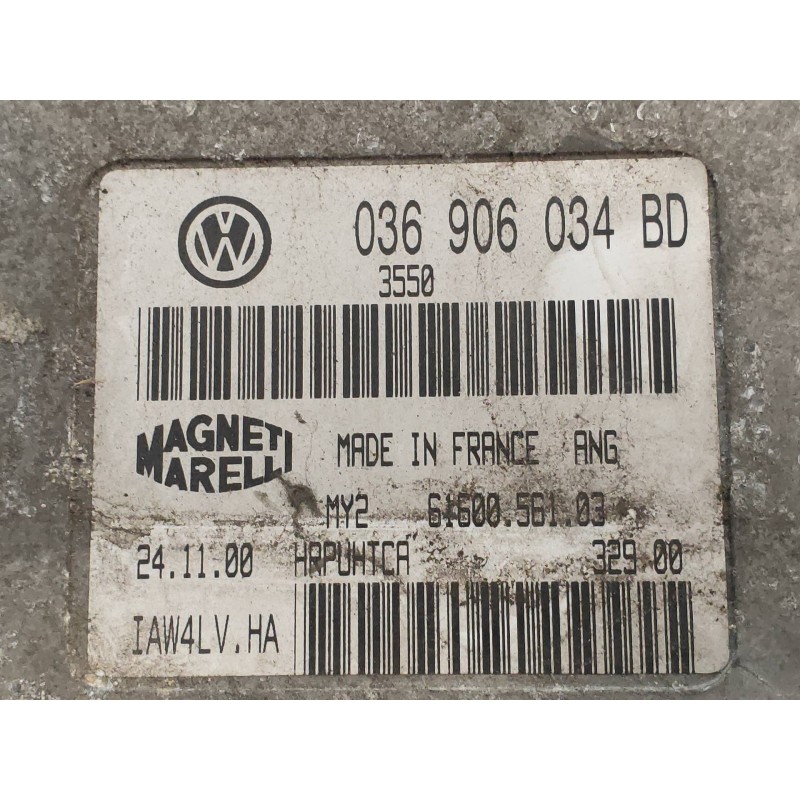 036 906 034 BD
3550
MAGNETI MARELLI
MADE IN FRANCE ANG
MY2 61600.561.03
24.11.00 HRPUHTCA 329 00
IAW4LV.HA